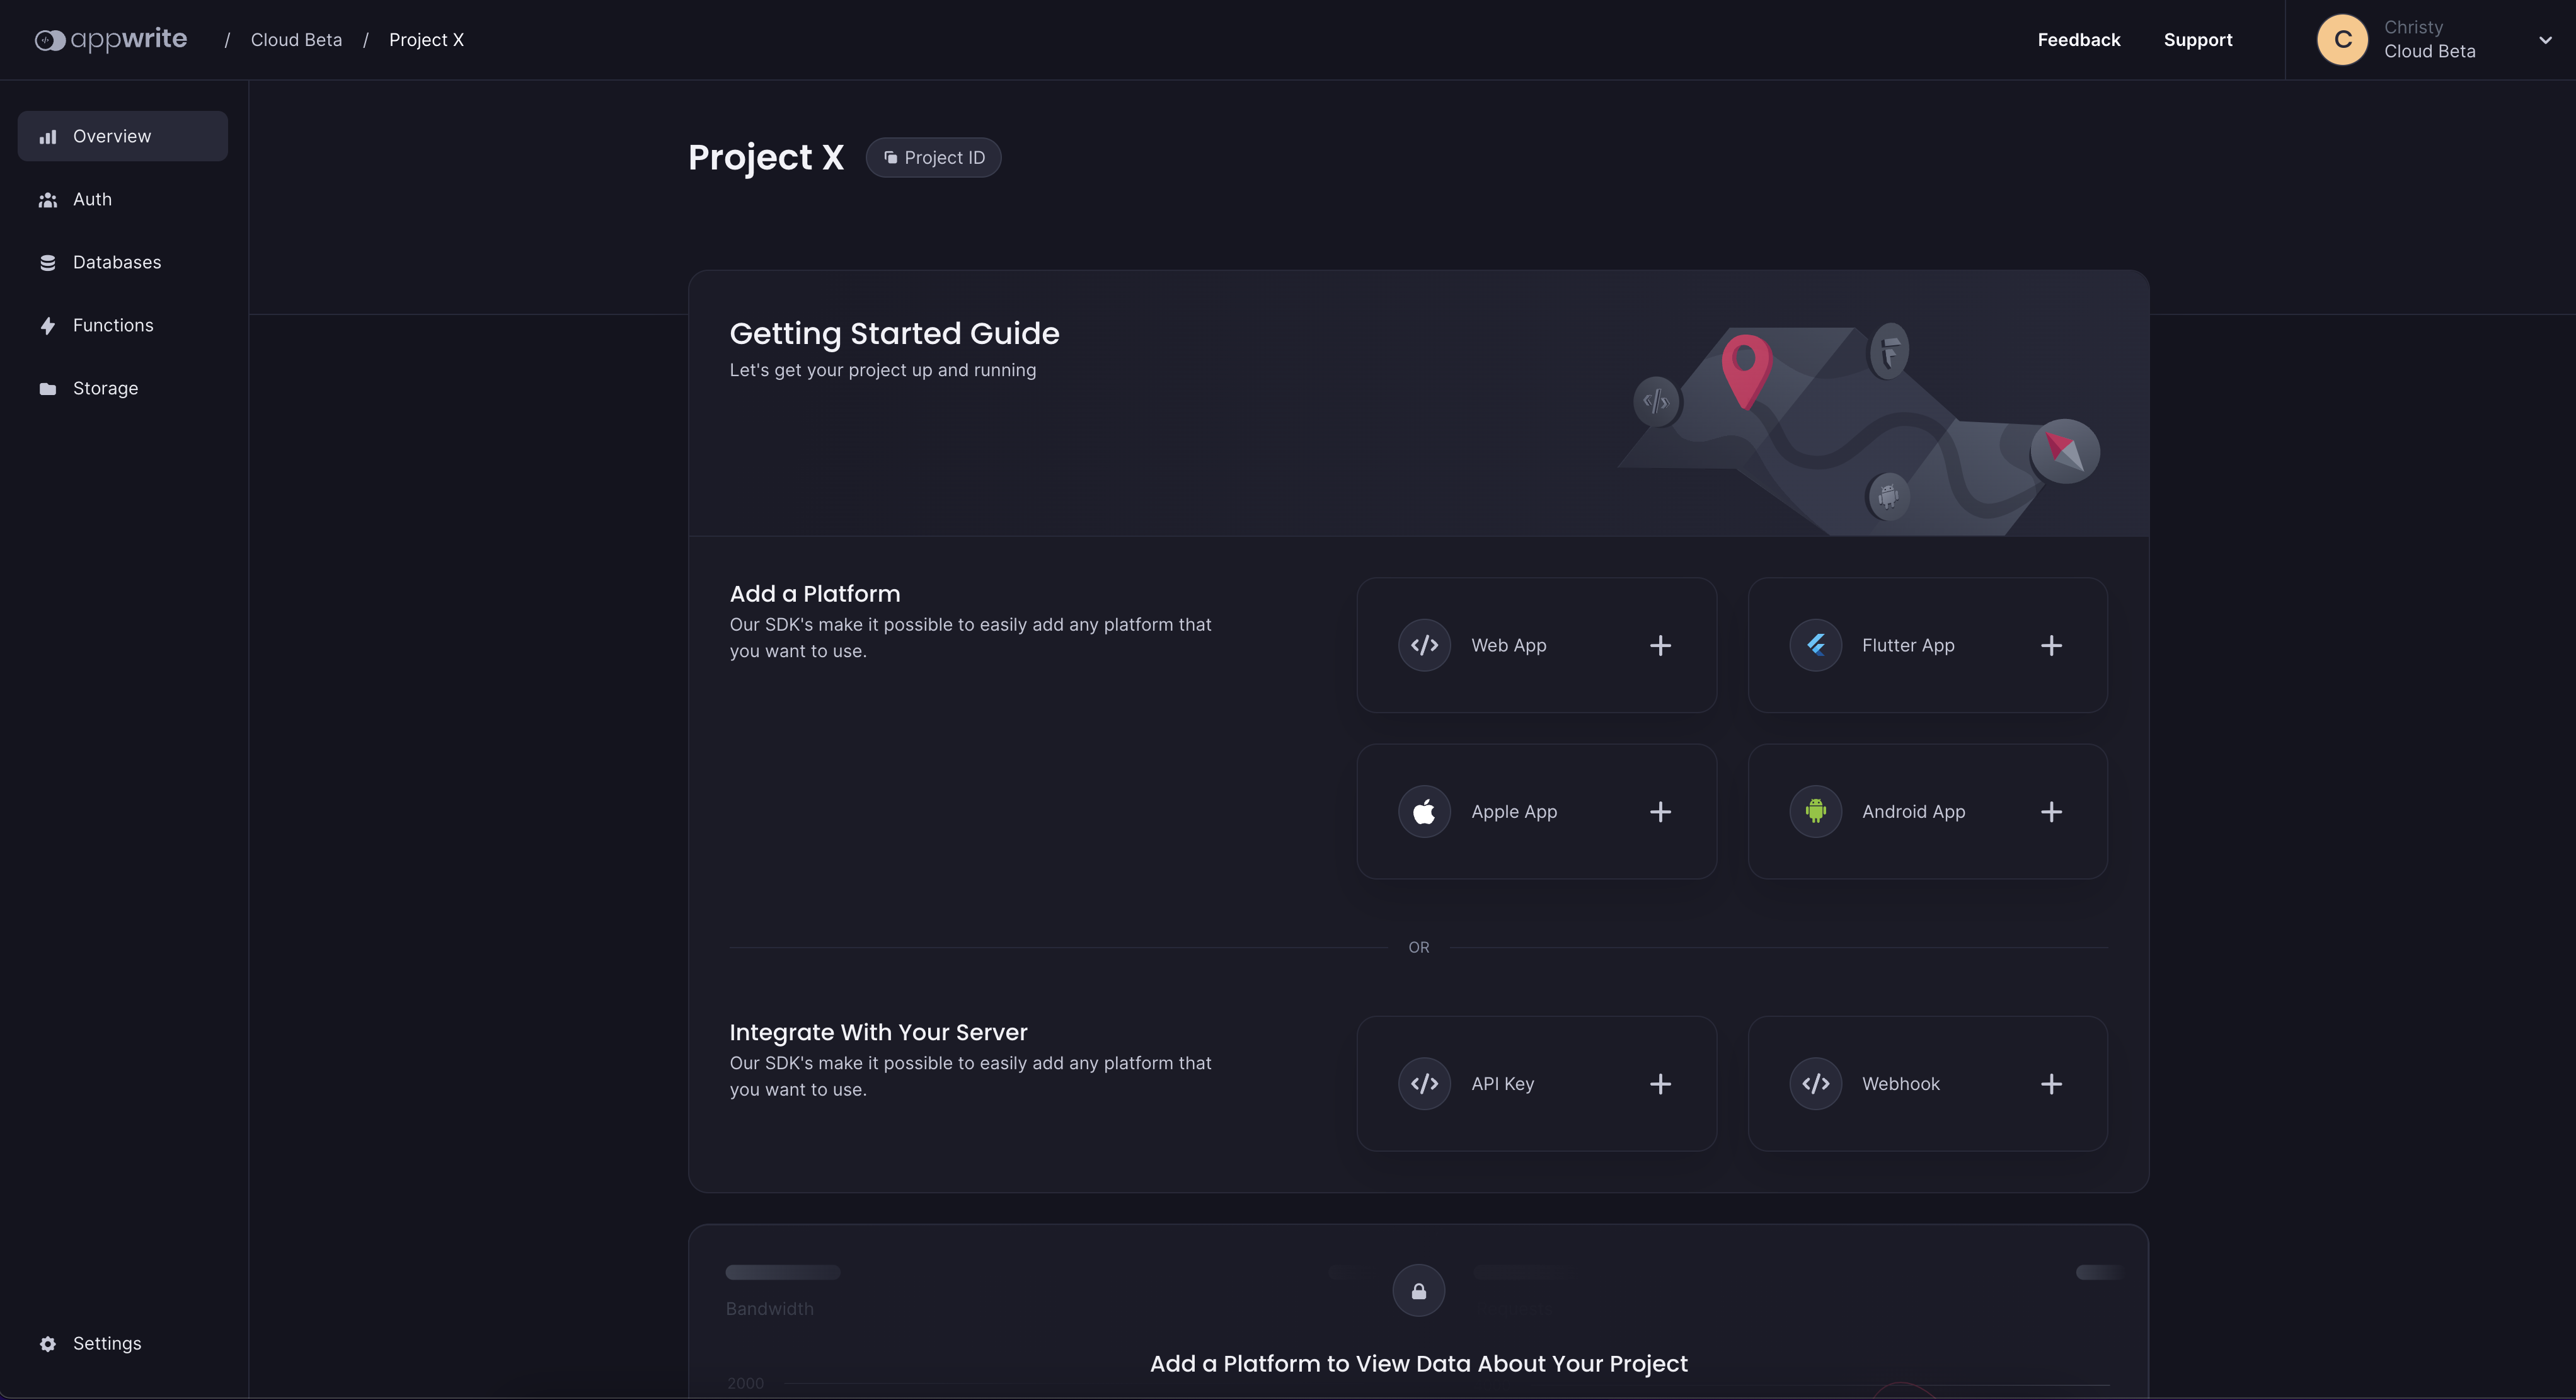 appwrite / Cloud Beta / Project X
Feedback
Support
C
Christy
Cloud Beta
Overview
Auth
Databases
Functions
Storage
Settings
Project X
Project ID
Getting Started Guide
Let's get your project up and running
Add a Platform
Our SDK's make it possible to easily add any platform that
you want to use.
Web App
Flutter App
Apple App
Android App
OR
Integrate With Your Server
Our SDK's make it possible to easily add any platform that
you want to use.
API Key
Webhook
Bandwidth
Add a Platform to View Data About Your Project
2000